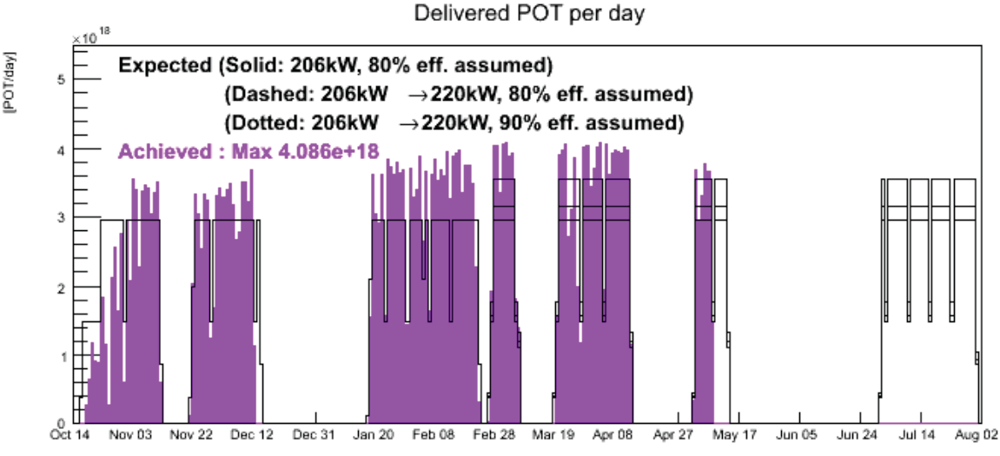 Delivered POT per day
×10 18
[POT/day]
Expected (Solid: 206kW, 80% eff. assumed)
(Dashed: 206kW →220kW, 80% eff. assumed)
(Dotted: 206kW →220kW, 90% eff. assumed)
Achieved : Max 4.086e+18
5
4
3
2
1
0
Oct 14 Nov 03 Nov 22 Dec 12 Dec 31 Jan 20 Feb 08 Feb 28 Mar 19 Apr 08 Apr 27 May 17 Jun 05 Jun 24 Jul 14 Aug 02